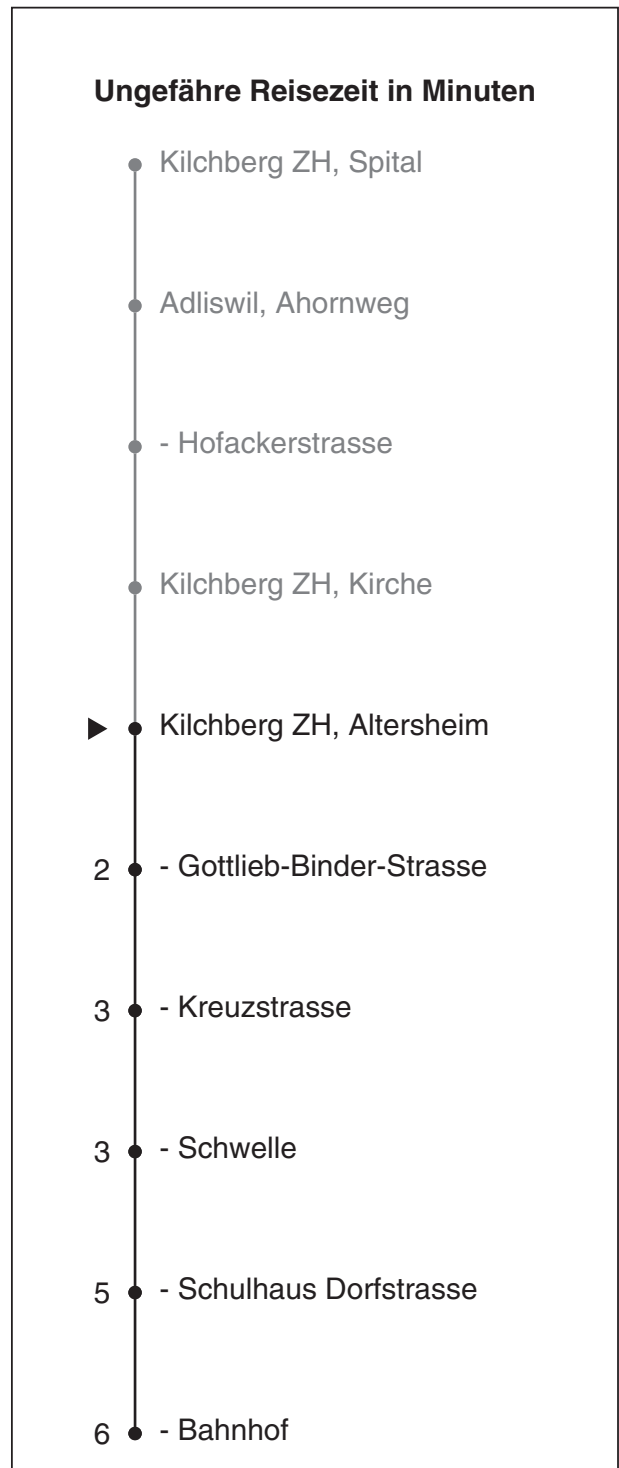 Ungefähre Reisezeit in Minuten
Kilchberg ZH, Spital
Adliswil, Ahornweg
- Hofackerstrasse
Kilchberg ZH, Kirche
Kilchberg ZH, Altersheim
2 - Gottlieb-Binder-Strasse
3 - Kreuzstrasse
3 - Schwelle
5 - Schulhaus Dorfstrasse
6 - Bahnhof